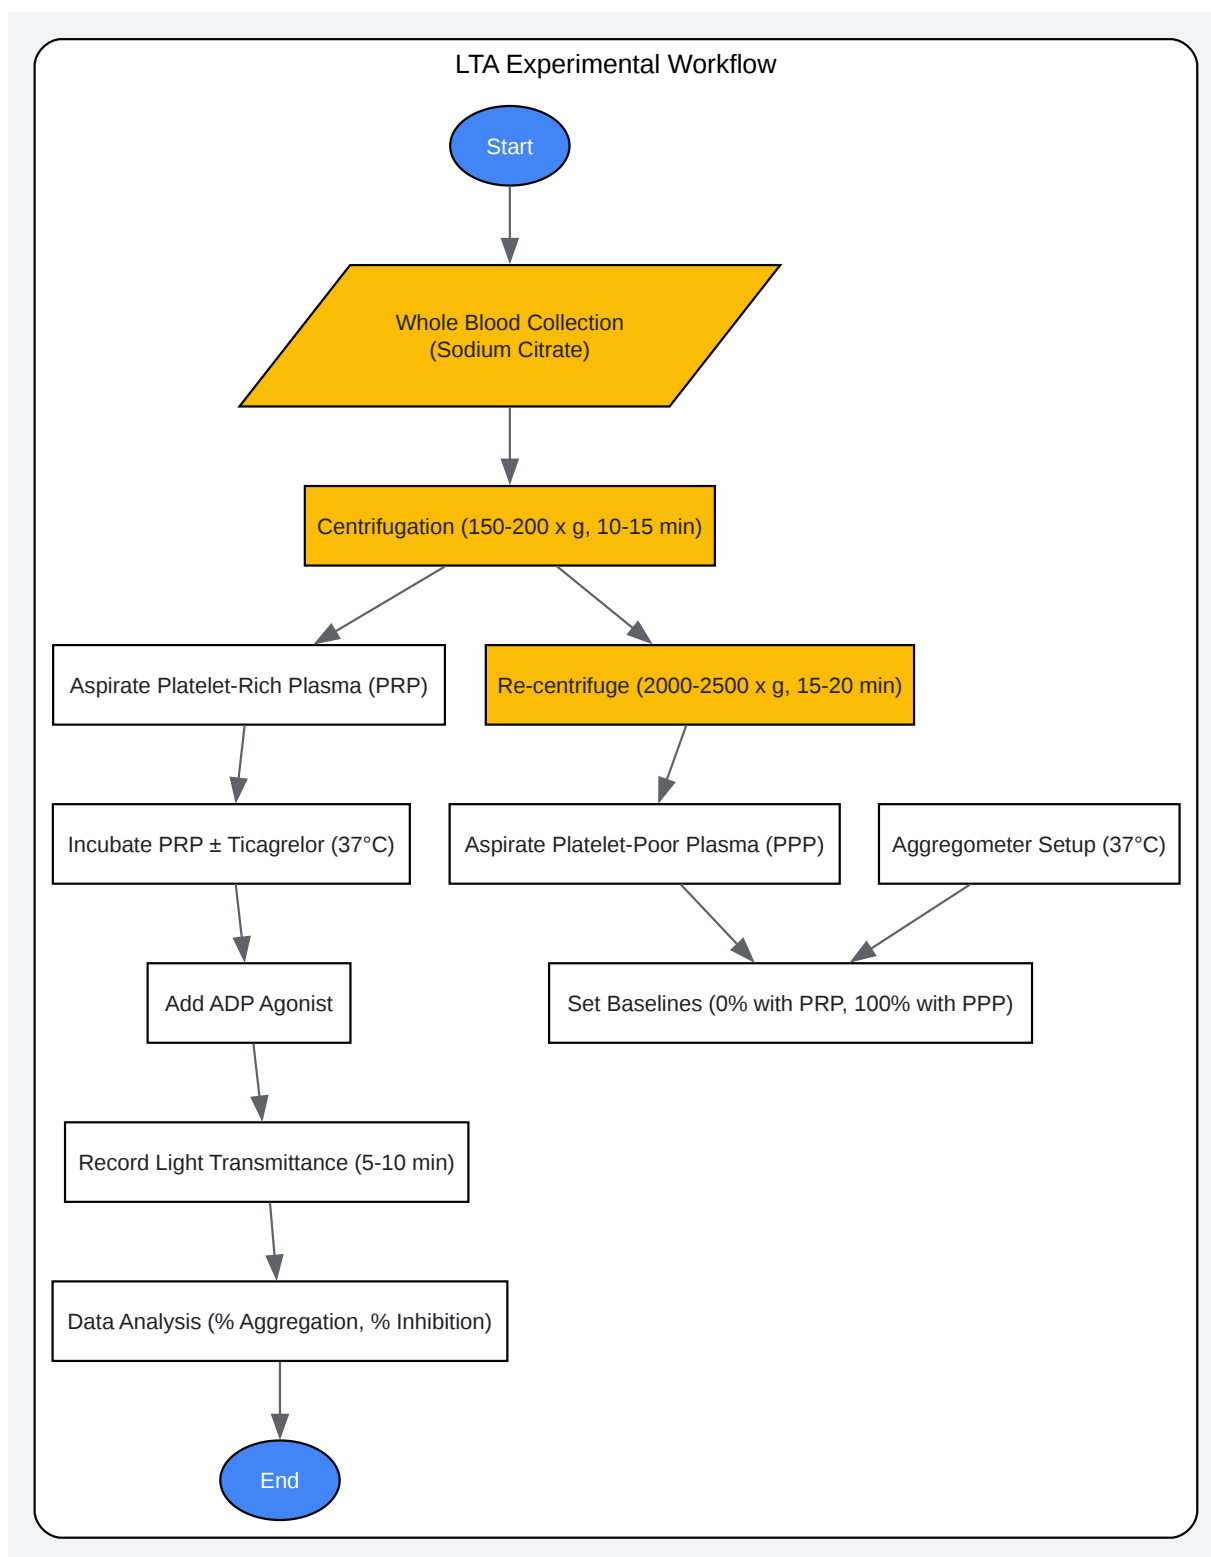 LTA Experimental Workflow
Start
Whole Blood Collection
(Sodium Citrate)
Centrifugation (150-200 x g, 10-15 min)
Aspirate Platelet-Rich Plasma (PRP)
Re-centrifuge (2000-2500 x g, 15-20 min)
Incubate PRP ± Ticagrelor (37°C)
Aspirate Platelet-Poor Plasma (PPP)
Aggregometer Setup (37°C)
Add ADP Agonist
Set Baselines (0% with PRP, 100% with PPP)
Record Light Transmittance (5-10 min)
Data Analysis (% Aggregation, % Inhibition)
End